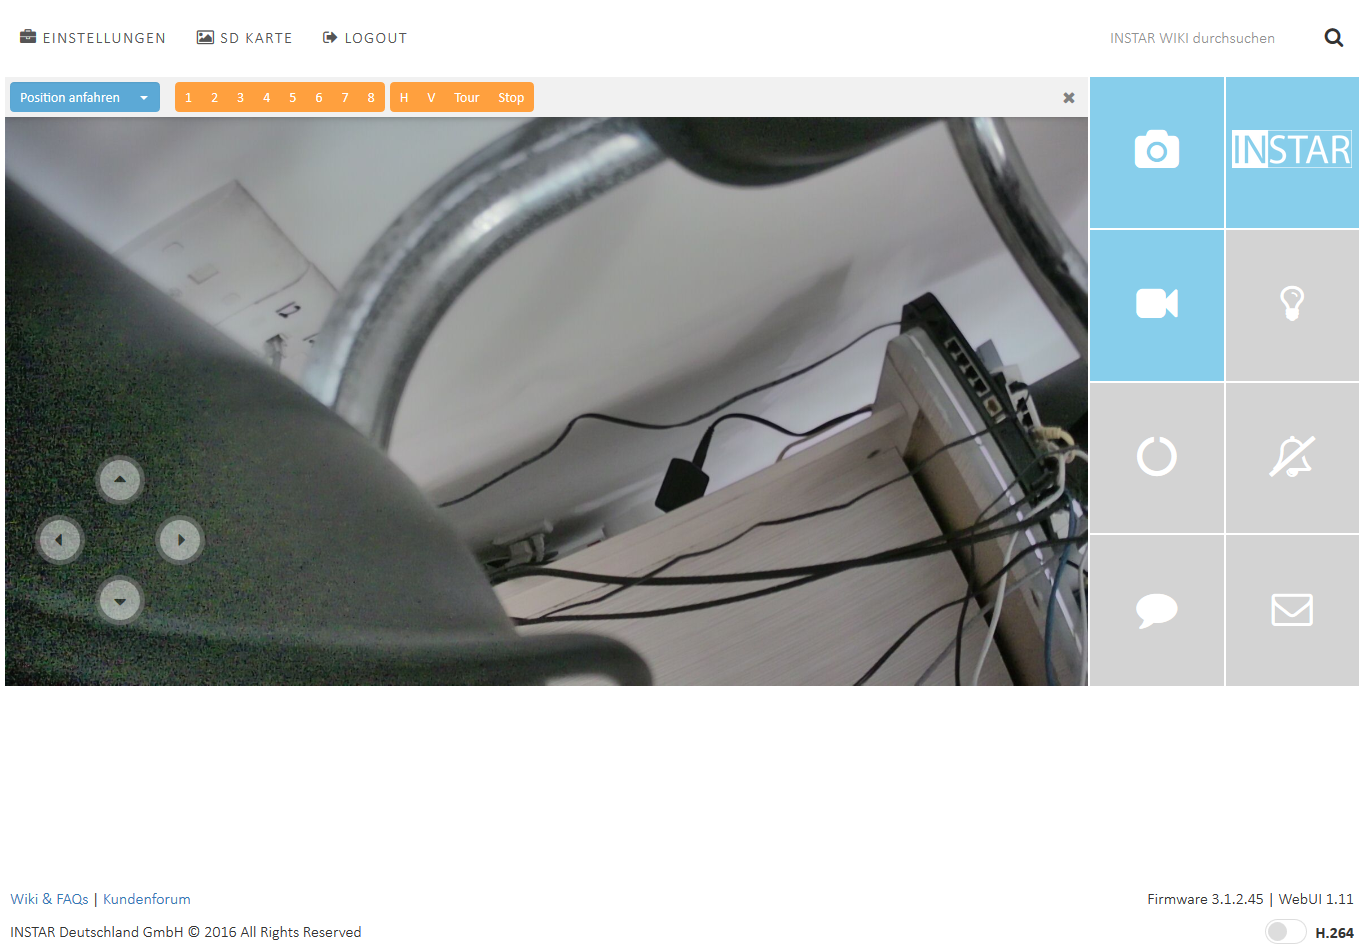 EINSTELLUNGEN SD KARTE LOGOUT INSTAR WIKI durchsuchen
Position anfahren 1 2 3 4 5 6 7 8 H V Tour Stop
INSTAR
Wiki & FAQs | Kundenforum Firmware 3.1.2.45 | WebUI 1.11
INSTAR Deutschland GmbH © 2016 All Rights Reserved H.264